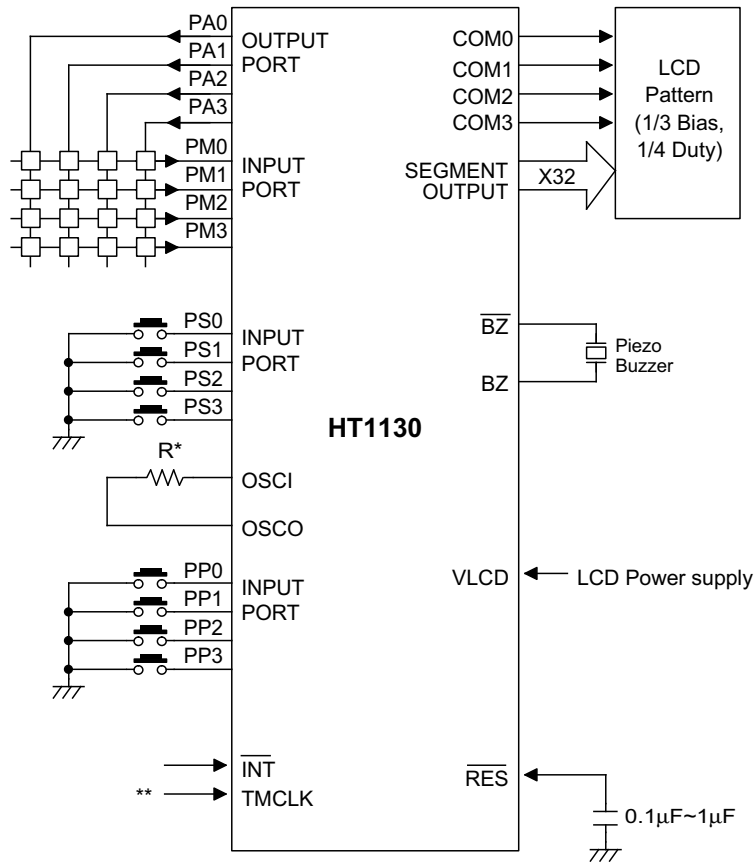 PA0
OUTPUT
PORT
PA1
PA2
PA3
PM0
INPUT
PORT
PM1
PM2
PM3
PS0
INPUT
PORT
PS1
PS2
PS3
R*
OSCI
OSCO
PP0
INPUT
PORT
PP1
PP2
PP3
INT
** TMCLK
HT1130
COM0
COM1
COM2
COM3
SEGMENT
OUTPUT
X32
LCD
Pattern
(1/3 Bias,
1/4 Duty)
BZ
BZ
Piezo
Buzzer
VLCD
LCD Power supply
RES
0.1μF~1μF